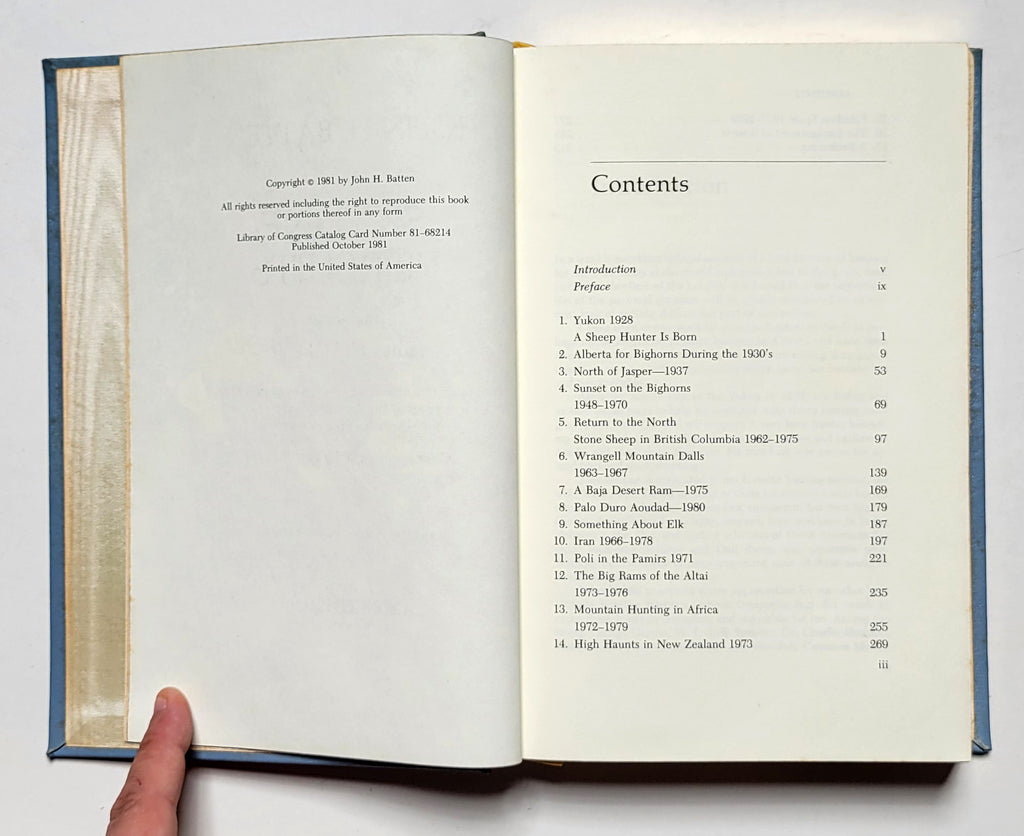 Copyright © 1981 by John H. Batten
All rights reserved including the right to reproduce this book
or portions thereof in any form
Library of Congress Catalog Card Number 81–68214
Published October 1981
Printed in the United States of America
Contents
Introduction v
Preface ix
1. Yukon 1928
A Sheep Hunter Is Born 1
2. Alberta for Bighorns During the 1930's 9
3. North of Jasper—1937 53
4. Sunset on the Bighorns
1948–1970 69
5. Return to the North
Stone Sheep in British Columbia 1962–1975 97
6. Wrangell Mountain Dalls
1963–1967 139
7. A Baja Desert Ram—1975 169
8. Palo Duro Aoudad—1980 179
9. Something About Elk 187
10. Iran 1966–1978 197
11. Poli in the Pamirs 1971 221
12. The Big Rams of the Altai
1973–1976 235
13. Mountain Hunting in Africa
1972–1979 255
14. High Haunts in New Zealand 1973 269
iii